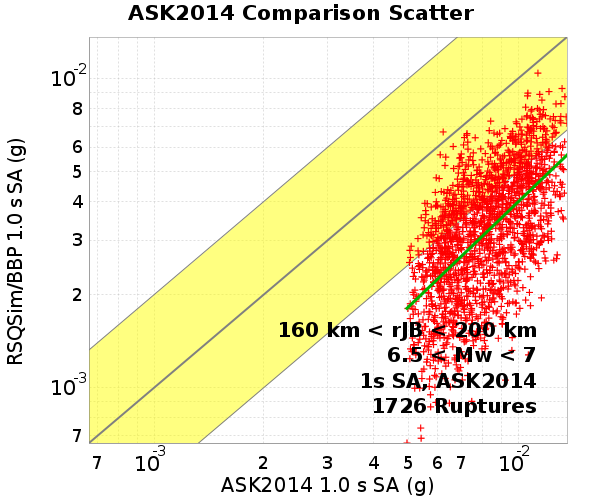 ASK2014 Comparison Scatter
RSQSim/BBP 1.0 s SA (g)
10-2
8
6
5
4
3
2
10-3
7
160 km < rJB < 200 km
6.5 < Mw < 7
1s SA, ASK2014
1726 Ruptures
7 10-3 2 3 4 5 6 7 10-2
ASK2014 1.0 s SA (g)